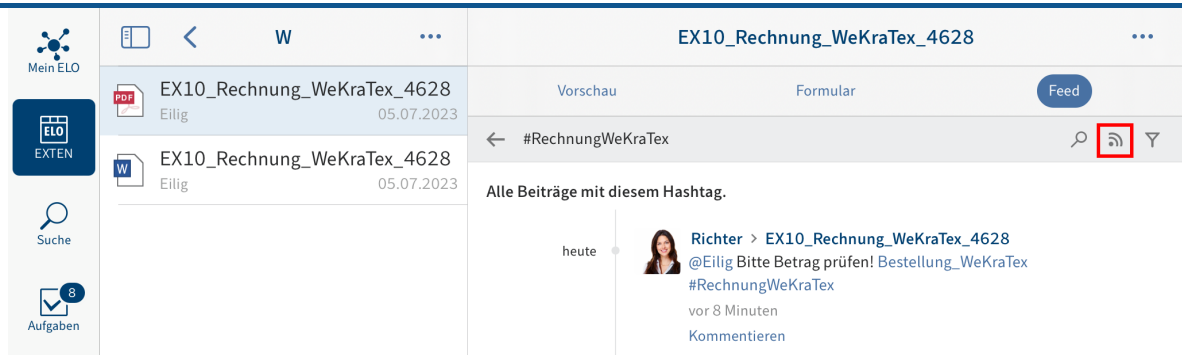 Mein ELO
ELO
EXTEN
Suche
8
Aufgaben
W
PDF
EX10_Rechnung_WeKraTex_4628
Eilig 05.07.2023
W
EX10_Rechnung_WeKraTex_4628
Eilig 05.07.2023
EX10_Rechnung_WeKraTex_4628
Vorschau Formular Feed
#RechnungWeKraTex
Alle Beiträge mit diesem Hashtag.
heute
Richter > EX10_Rechnung_WeKraTex_4628
@Eilig Bitte Betrag prüfen! Bestellung_WeKraTex
#RechnungWeKraTex
vor 8 Minuten
Kommentieren